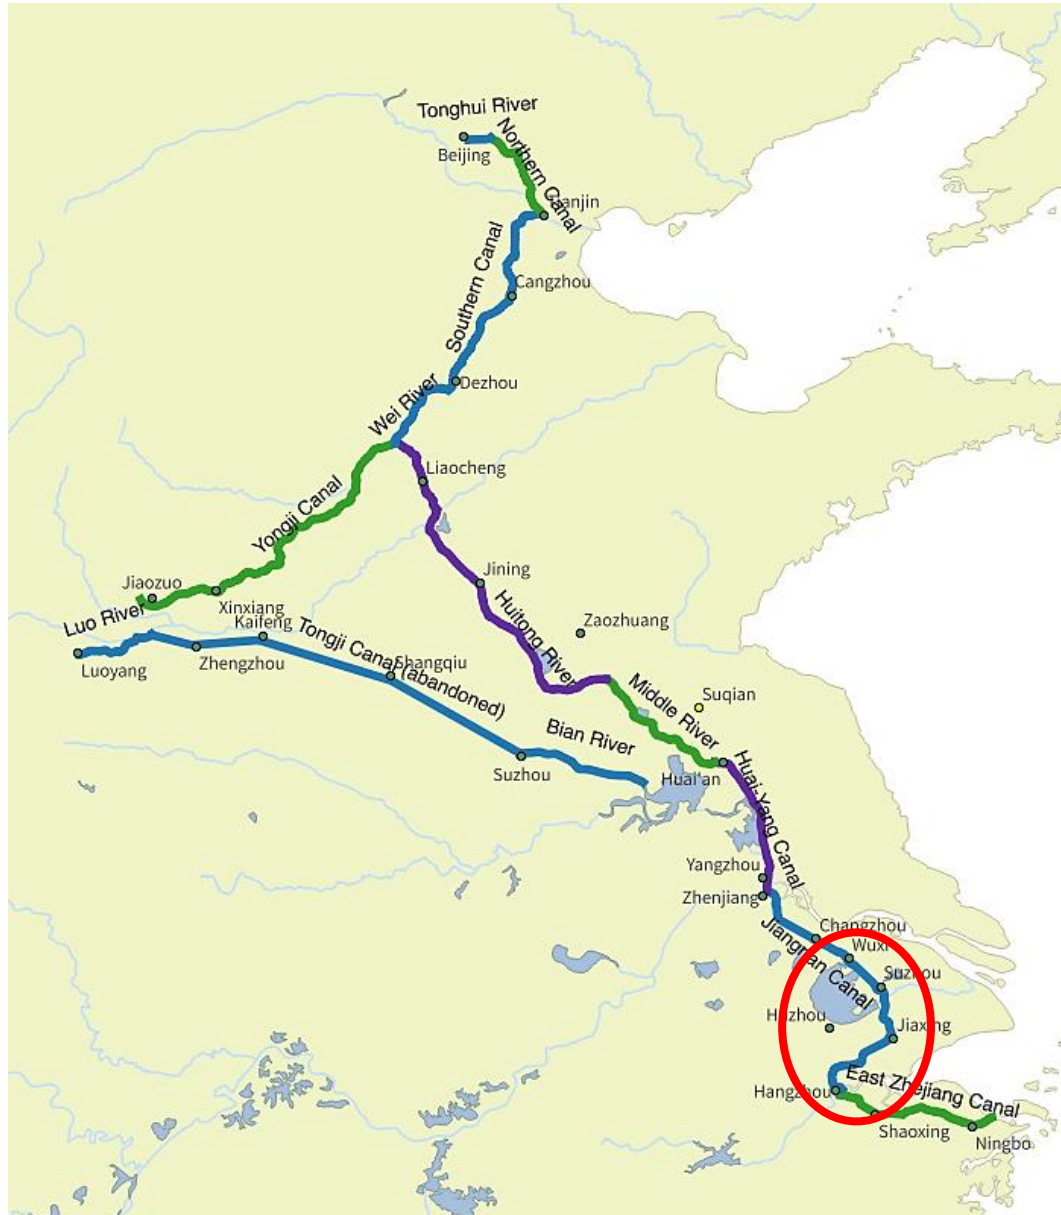 Tonghui River
Beijing
Northern Canal
Tianjin
Southern Canal
Cangzhou
Wei River
Dezhou
Liaocheng
Yongji Canal
Jiaozuo
Xinxiang
Jining
Luo River
Kaifeng
Luoyang
Zhengzhou
Tongji Canal (abandoned)
Shangqiu
Huitong River
Zaozhuang
Middle River
Suqian
Bian River
Suzhou
Huai'an
Huai-Yang Canal
Yangzhou
Zhenjiang
Changzhou
Jiangnan Canal
Wuxi
Suzhou
Huzhou
Jiaxing
Hangzhou
East Zhejiang Canal
Shaoxing
Ningbo